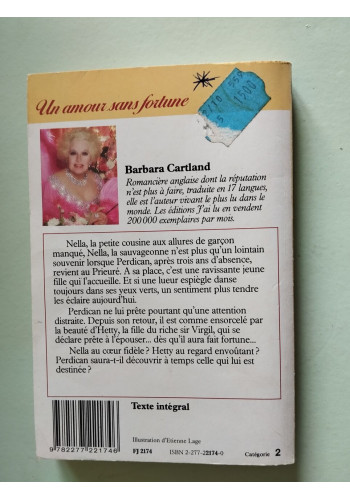 Un amour sans fortune
1500
Barbara Cartland
Romancière anglaise dont la réputation
n'est plus à faire, traduite en 17 langues,
elle est l'auteur vivant le plus lu dans le
monde. Les éditions J'ai lu en vendent
200 000 exemplaires par mois.
Nella, la petite cousine aux allures de garçon
manqué, Nella, la sauvageonne n'est plus qu'un lointain
souvenir lorsque Perdican, après trois ans d'absence,
revient au Prieuré. A sa place, c'est une ravissante jeune
fille qui l'accueille. Et si une lueur espiègle danse
toujours dans ses yeux verts, un sentiment plus tendre
les éclaire aujourd'hui.
Perdican ne lui prête pourtant qu'une attention
distraite. Depuis son retour, il est comme ensorcelé par
la beauté d'Hetty, la fille du riche sir Virgil, qui se
déclare prête à l'épouser... dès qu'il aura fait fortune...
Nella au cœur fidèle ? Hetty au regard envoûtant ?
Perdican saura-t-il découvrir à temps celle qui lui est
destinée ?
Texte intégral
Illustration d'Etienne Lage
9 782277 221746
FJ 2174
ISBN 2-277-22174-0
Catégorie 2